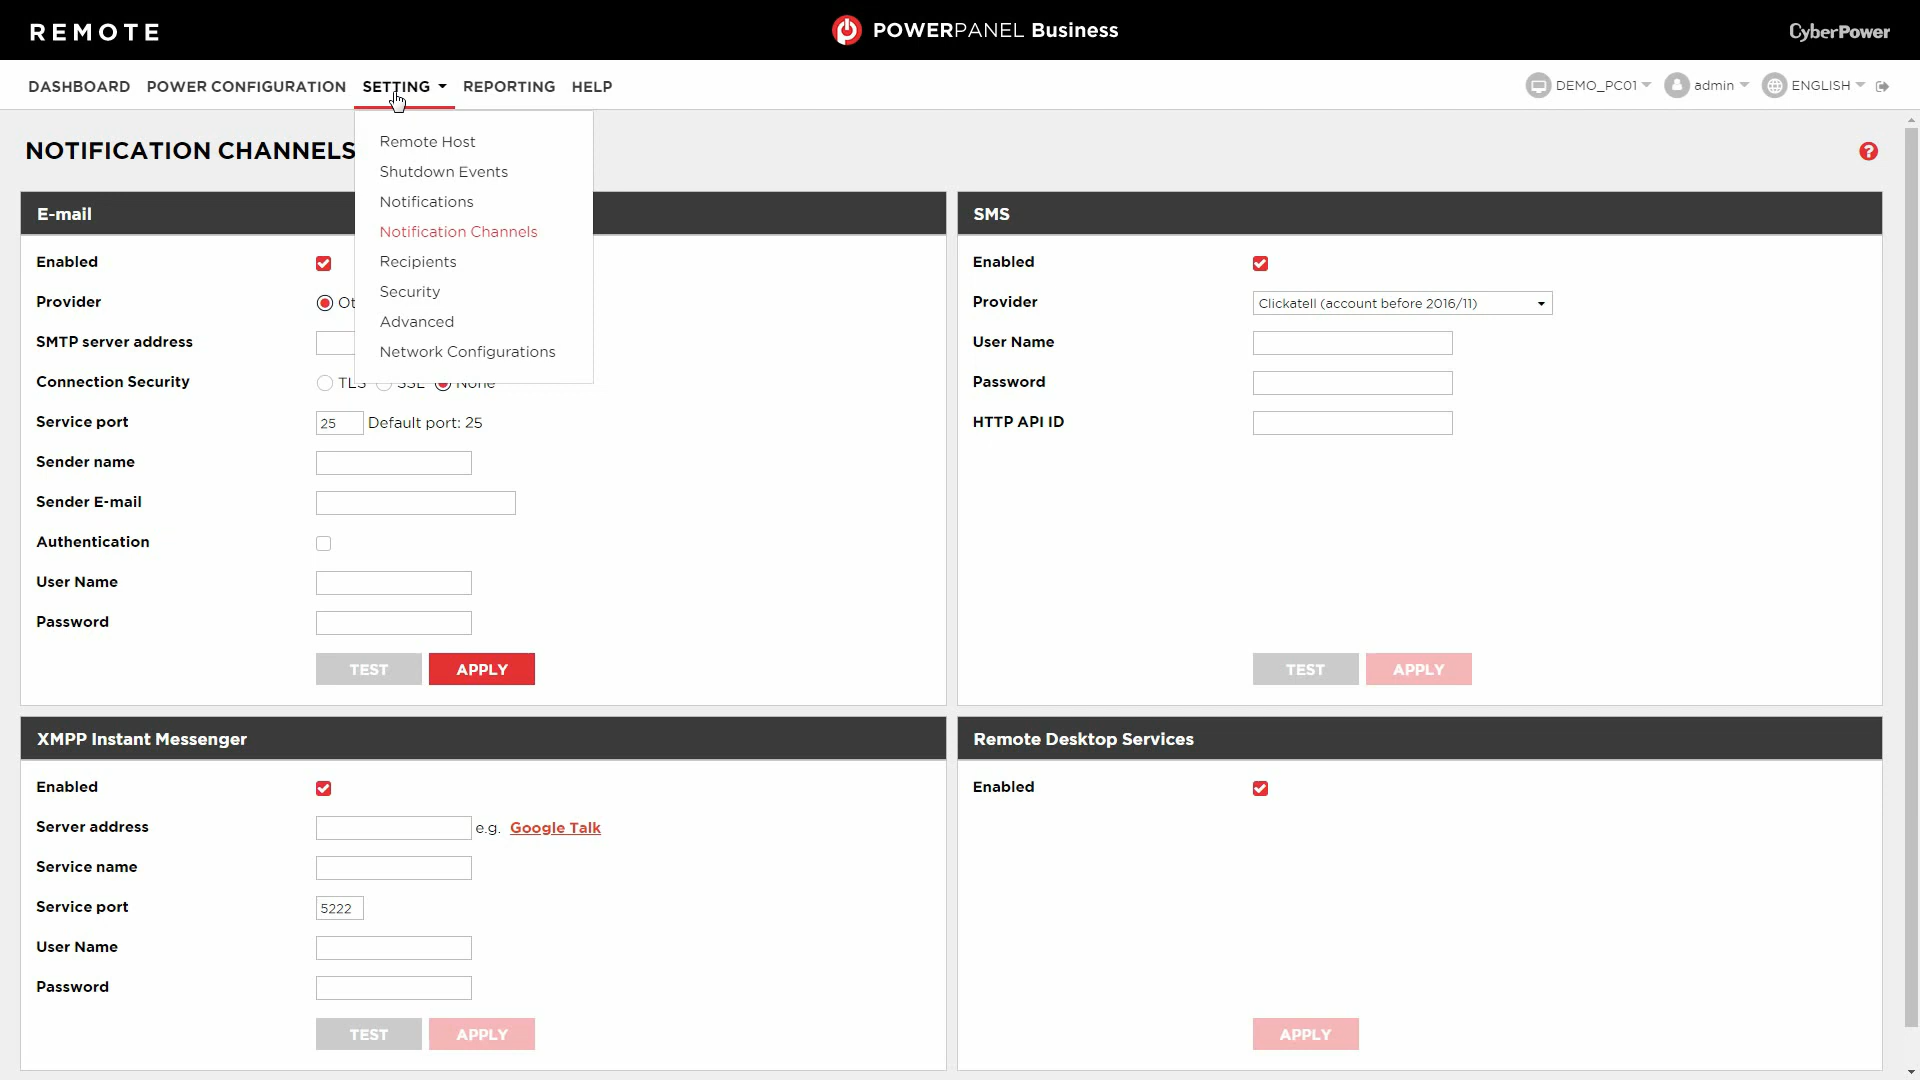 REMOTE
POWERPANEL Business
CyberPower
DASHBOARD POWER CONFIGURATION SETTING REPORTING HELP
DEMO_PC01 admin ENGLISH
NOTIFICATION CHANNELS
Remote Host
Shutdown Events
Notifications
Notification Channels
Recipients
Security
Advanced
Network Configurations
E-mail
Enabled
Provider
SMTP server address
Connection Security TLS SSL None
Service port 25 Default port: 25
Sender name
Sender E-mail
Authentication
User Name
Password
TEST APPLY
SMS
Enabled
Provider Clickatell (account before 2016/11)
User Name
Password
HTTP API ID
TEST APPLY
XMPP Instant Messenger
Enabled
Server address e.g. Google Talk
Service name
Service port 5222
User Name
Password
TEST APPLY
Remote Desktop Services
Enabled
APPLY